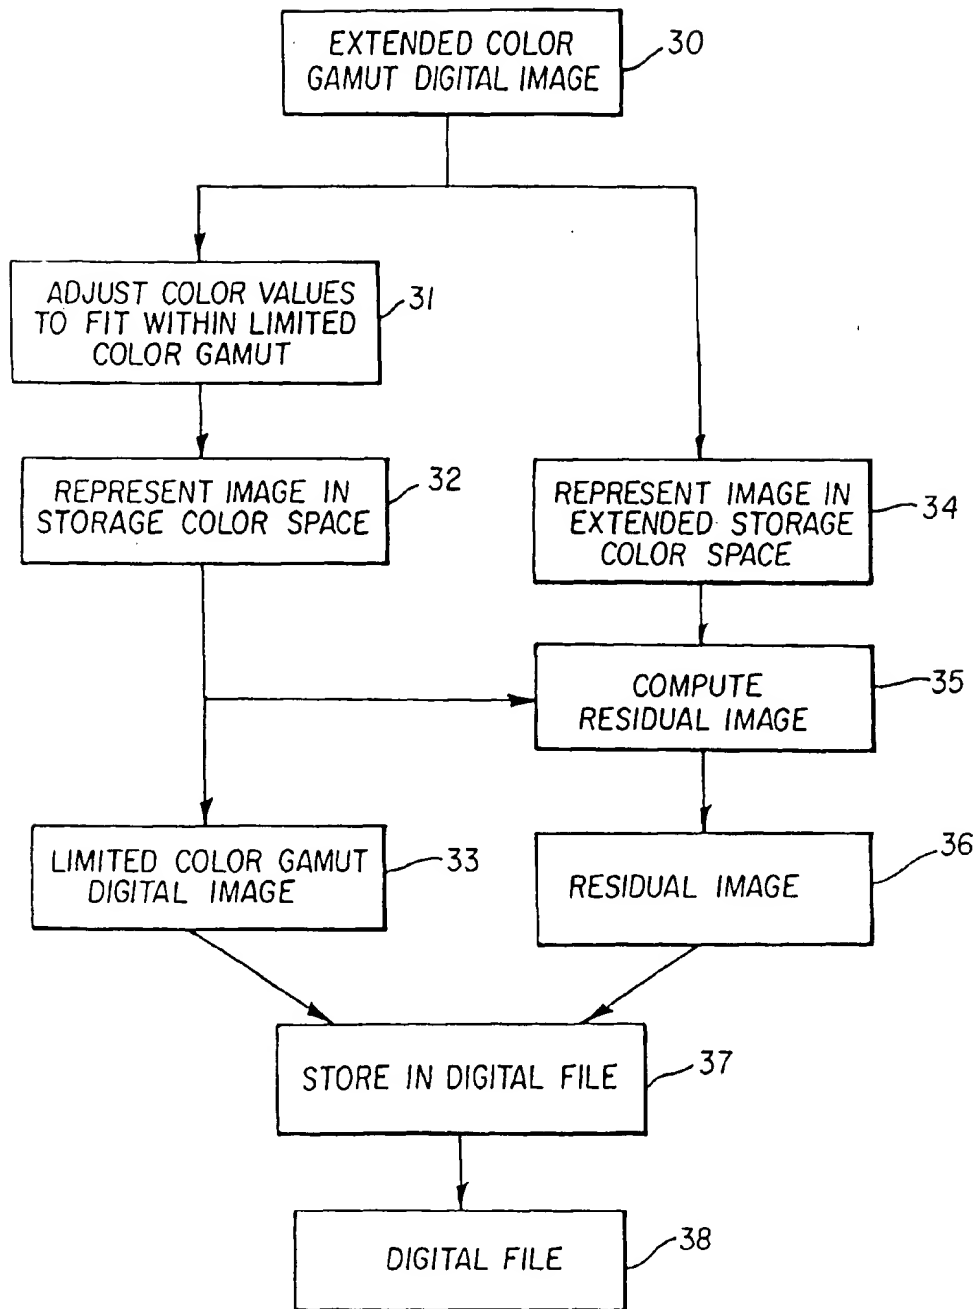 EXTENDED COLOR
GAMUT DIGITAL IMAGE
30
ADJUST COLOR VALUES
TO FIT WITHIN LIMITED
COLOR GAMUT
31
REPRESENT IMAGE IN
STORAGE COLOR SPACE
32
REPRESENT IMAGE IN
EXTENDED STORAGE
COLOR SPACE
34
COMPUTE
RESIDUAL IMAGE
35
LIMITED COLOR GAMUT
DIGITAL IMAGE
33
RESIDUAL IMAGE
36
STORE IN DIGITAL FILE
37
DIGITAL FILE
38